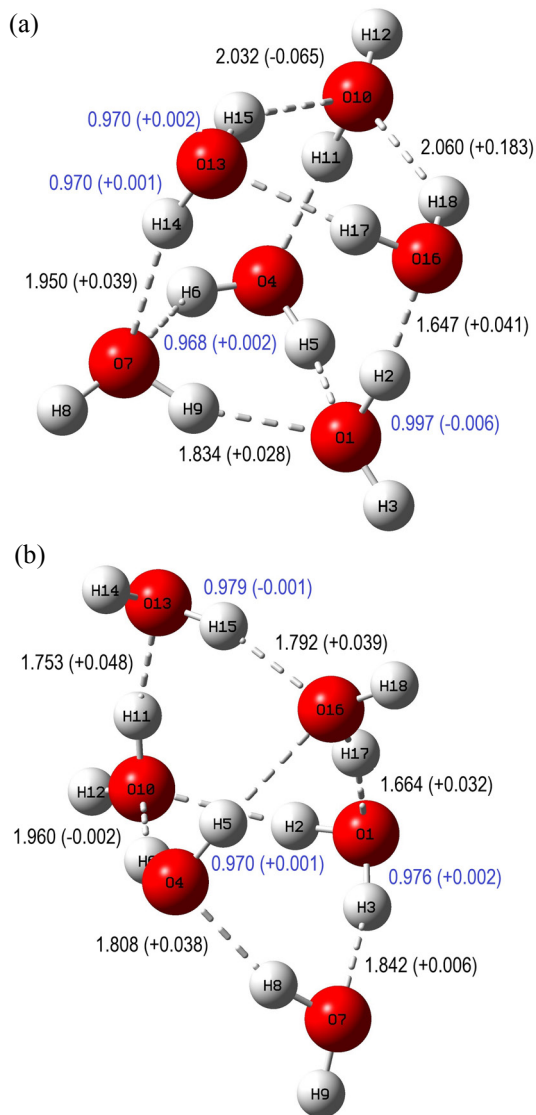 (a)
H12
2.032 (-0.065)
O10
H15
0.970 (+0.002)
H11
2.060 (+0.183)
O13
0.970 (+0.001)
H18
H14
H17
O16
1.950 (+0.039)
H6
O4
1.647 (+0.041)
0.968 (+0.002)
H5
O7
H2
H8
H9
O1
0.997 (-0.006)
1.834 (+0.028)
H3
(b)
H14
O13
0.979 (-0.001)
H15
1.792 (+0.039)
1.753 (+0.048)
H18
H11
O16
H17
O10
H12
1.664 (+0.032)
H5
H2
O1
1.960 (-0.002)
O4
0.970 (+0.001)
0.976 (+0.002)
H3
1.808 (+0.038)
1.842 (+0.006)
H8
O7
H9